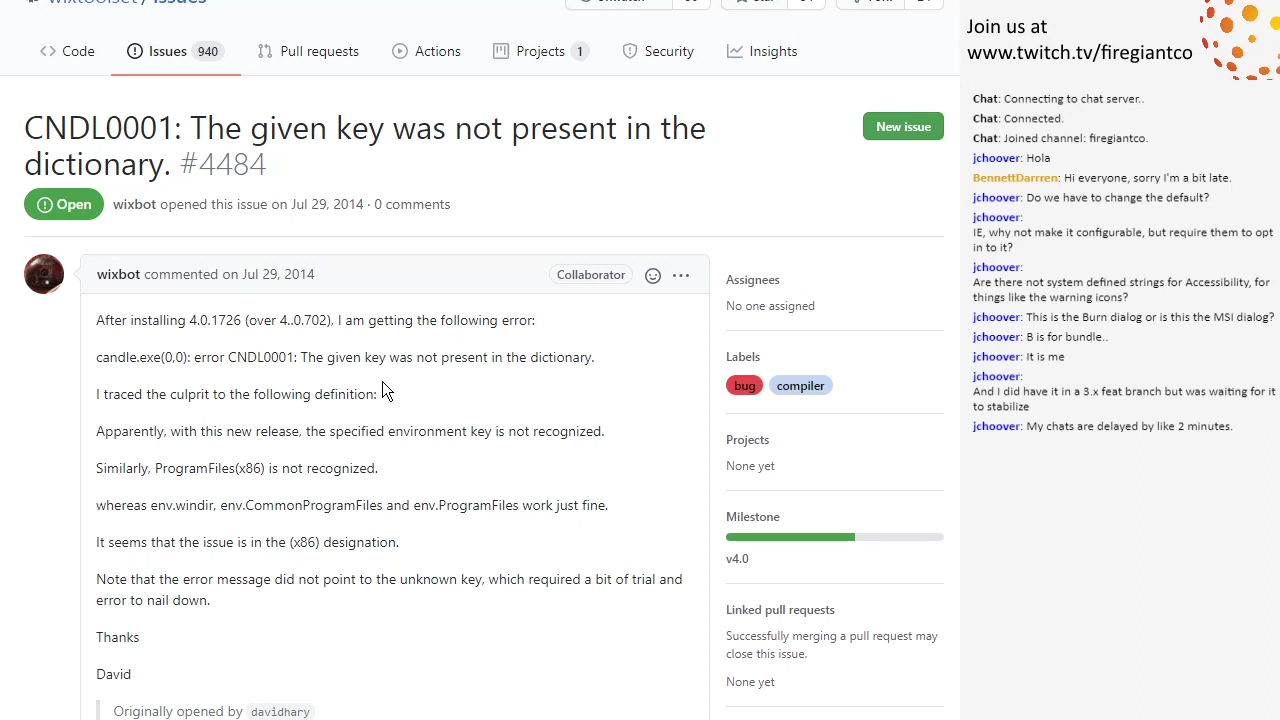 wixtoolset / issues
Code
Issues 940
Pull requests
Actions
Projects 1
Security
Insights
CNDL0001: The given key was not present in the
dictionary. #4484
New issue
Open
wixbot opened this issue on Jul 29, 2014 · 0 comments
wixbot commented on Jul 29, 2014
Collaborator
After installing 4.0.1726 (over 4..0.702), I am getting the following error:
candle.exe(0,0): error CNDL0001: The given key was not present in the dictionary.
I traced the culprit to the following definition:
Apparently, with this new release, the specified environment key is not recognized.
Similarly, ProgramFiles(x86) is not recognized.
whereas env.windir, env.CommonProgramFiles and env.ProgramFiles work just fine.
It seems that the issue is in the (x86) designation.
Note that the error message did not point to the unknown key, which required a bit of trial and
error to nail down.
Thanks
David
Originally opened by davidhary
Assignees
No one assigned
Labels
bug compiler
Projects
None yet
Milestone
v4.0
Linked pull requests
Successfully merging a pull request may
close this issue.
None yet
Join us at
www.twitch.tv/firegiantco
Chat: Connecting to chat server..
Chat: Connected.
Chat: Joined channel: firegiantco.
jchoover: Hola
BennettDarrren: Hi everyone, sorry I'm a bit late.
jchoover: Do we have to change the default?
jchoover:
IE, why not make it configurable, but require them to opt
in to it?
jchoover:
Are there not system defined strings for Accessibility, for
things like the warning icons?
jchoover: This is the Burn dialog or is this the MSI dialog?
jchoover: B is for bundle..
jchoover: It is me
jchoover:
And I did have it in a 3.x feat branch but was waiting for it
to stabilize
jchoover: My chats are delayed by like 2 minutes.